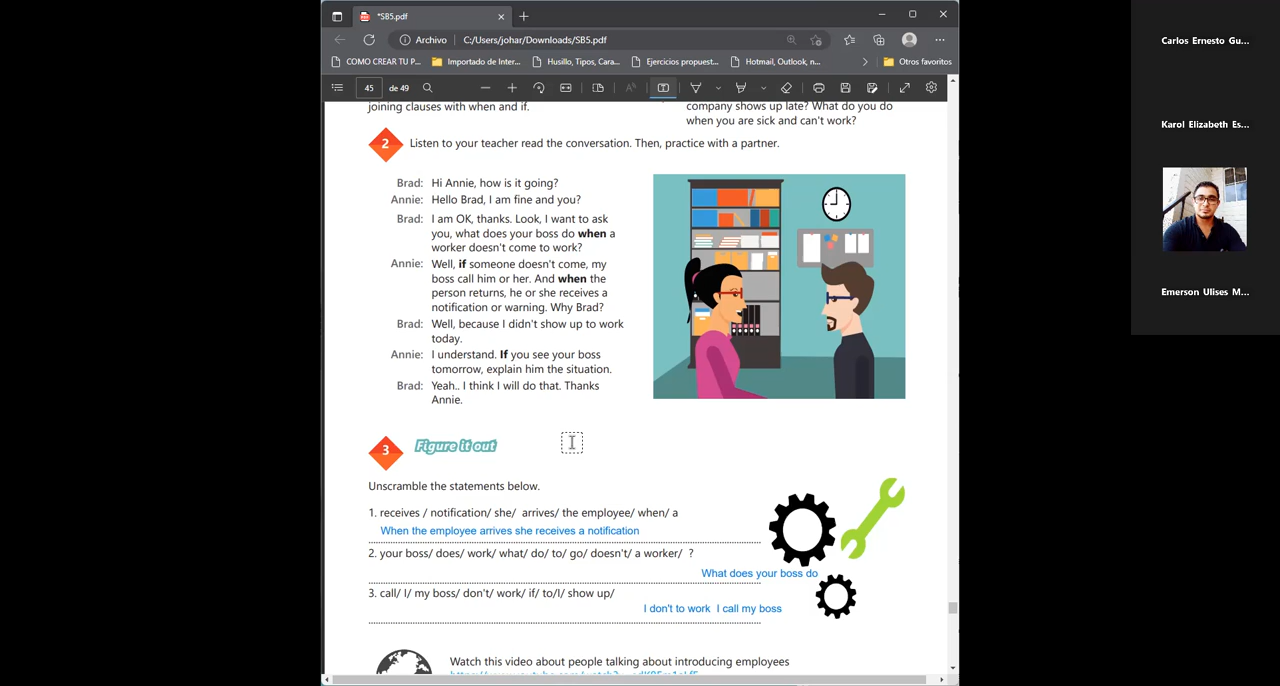 *SB5.pdf
Archivo
C:/Users/johar/Downloads/SB5.pdf
COMO CREAR TU P...
Importado de Inter...
Husillo, Tipos, Cara...
Ejercicios propuest...
Hotmail, Outlook, n...
Otros favoritos
45
de 49
joining clauses with when and if.
company shows up late? What do you do
when you are sick and can't work?
2
Listen to your teacher read the conversation. Then, practice with a partner.
Brad: Hi Annie, how is it going?
Annie: Hello Brad, I am fine and you?
Brad: I am OK, thanks. Look, I want to ask
you, what does your boss do when a
worker doesn't come to work?
Annie: Well, if someone doesn't come, my
boss call him or her. And when the
person returns, he or she receives a
notification or warning. Why Brad?
Brad: Well, because I didn't show up to work
today.
Annie: I understand. If you see your boss
tomorrow, explain him the situation.
Brad: Yeah.. I think I will do that. Thanks
Annie.
3
Figure it out
Unscramble the statements below.
1. receives / notification/ she/ arrives/ the employee/ when/ a
When the employee arrives she receives a notification
2. your boss/ does/ work/ what/ do/ to/ go/ doesn't/ a worker/ ?
What does your boss do
3. call/ I/ my boss/ don't/ work/ if/ to/I/ show up/
I don't to work I call my boss
Watch this video about people talking about introducing employees
Carlos Ernesto Gu...
Karol Elizabeth Es...
Emerson Ulises M...